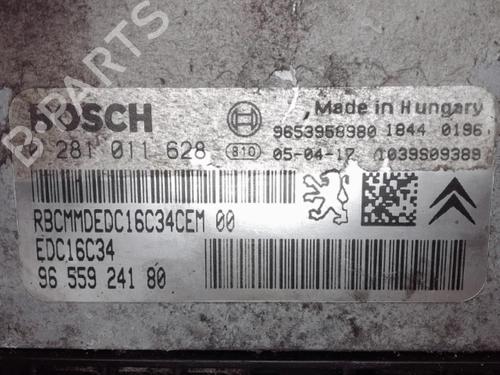 B-PARTS
BOSCH
Made in Hungary
9653958980 1844 0196
0 281 011 628 B10 05-04-17 1039S09389
RBCMMDEDC16C34CEM 00
EDC16C34
96 559 241 80